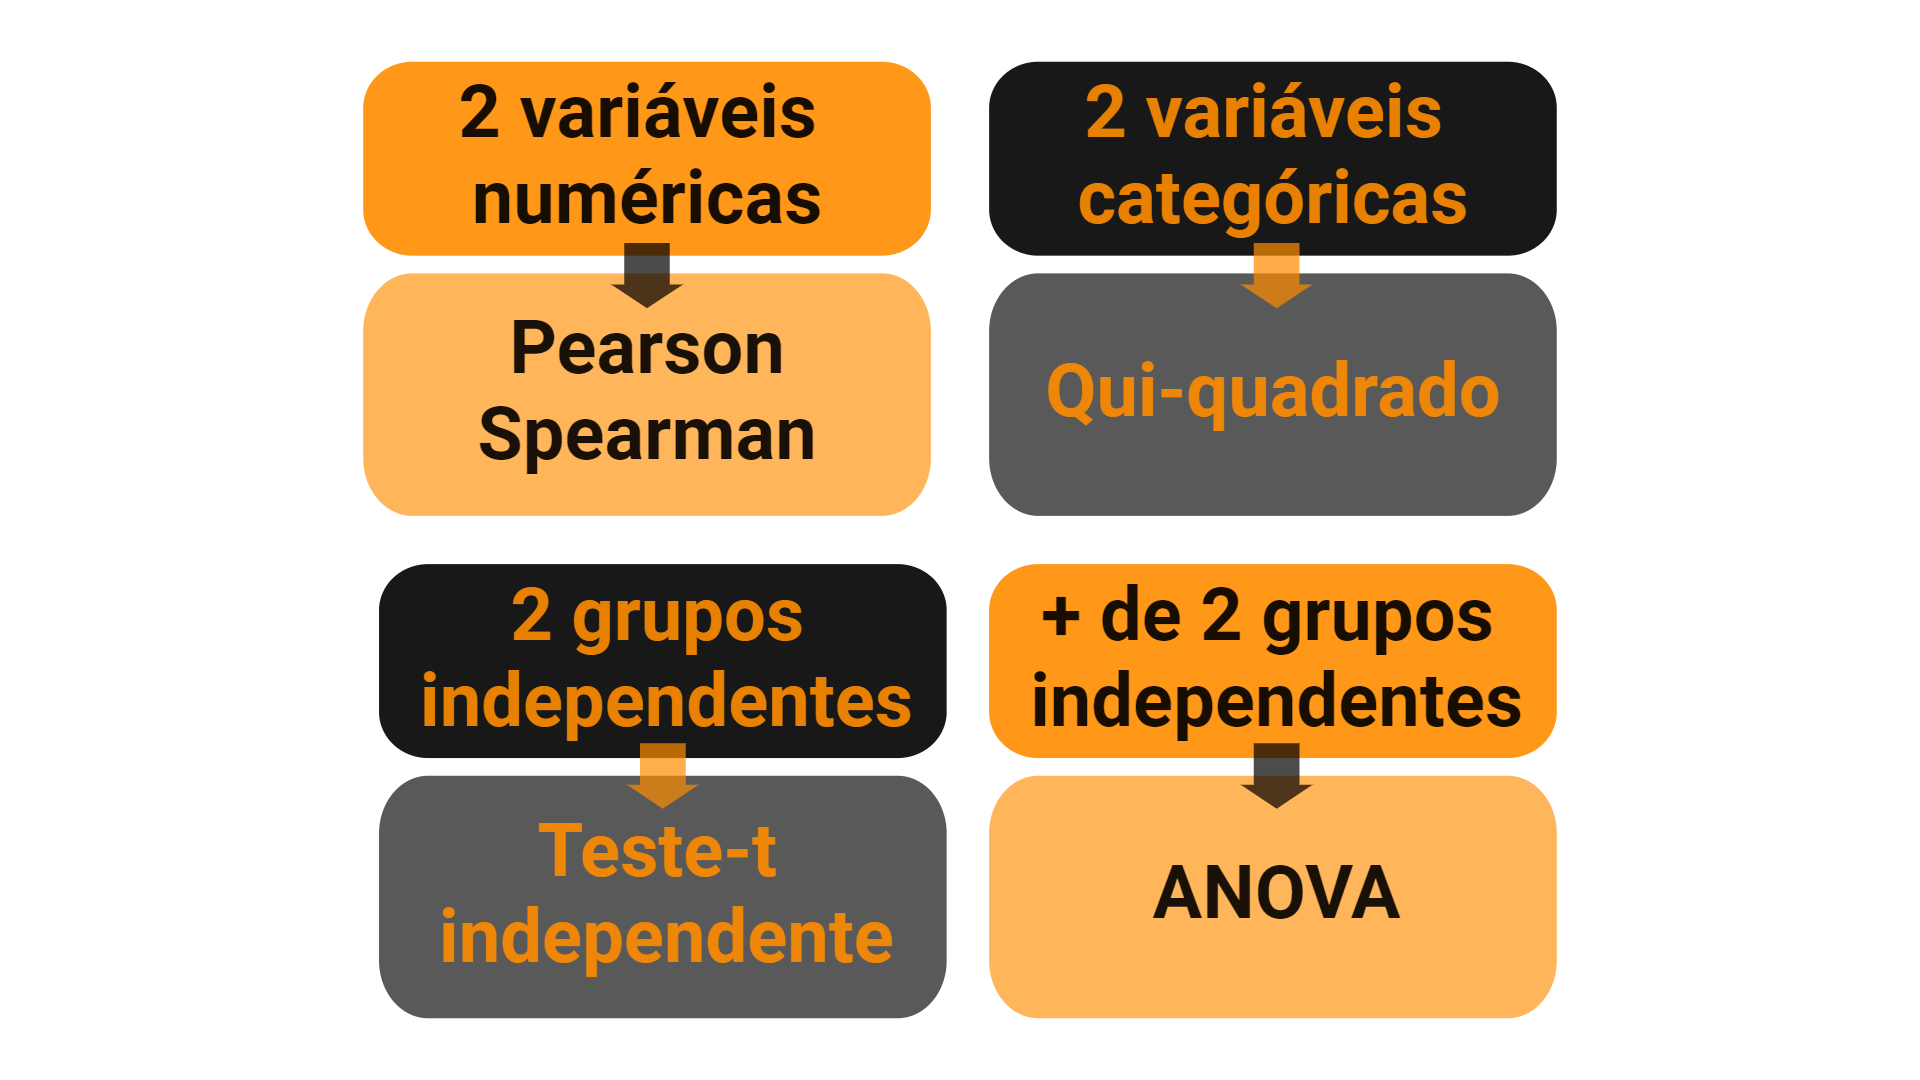 2 variáveis
numéricas
Pearson
Spearman
2 variáveis
categóricas
Qui-quadrado
2 grupos
independentes
Teste-t
independente
+ de 2 grupos
independentes
ANOVA